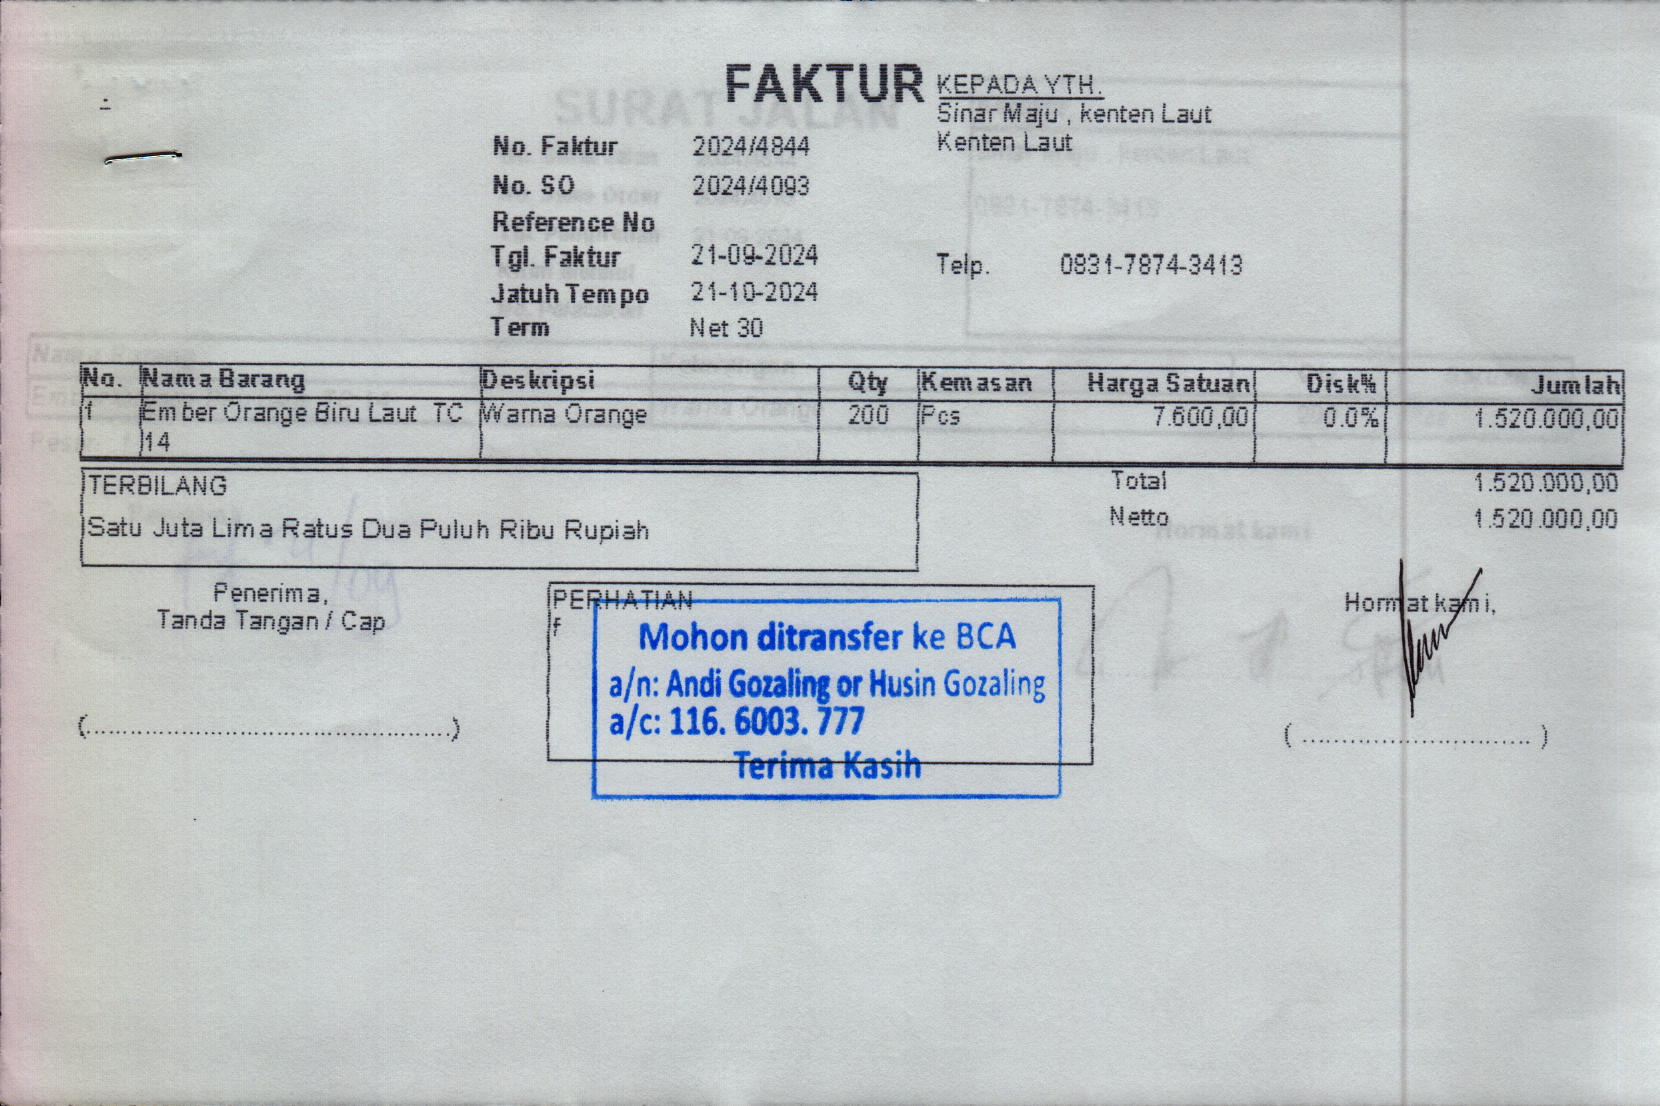 FAKTUR
KEPADA YTH.
Sinar Maju , kenten Laut
Kenten Laut
No. Faktur 2024/4844
No. SO 2024/4093
Reference No
Tgl. Faktur 21-09-2024
Telp. 0831-7874-3413
Jatuh Tempo 21-10-2024
Term Net 30
No. Nama Barang Deskripsi Qty Kemasan Harga Satuan Disk% Jumlah
1 Ember Orange Biru Laut TC Warna Orange 200 Pcs 7.600,00 0.0% 1.520.000,00
14
TERBILANG
Total 1.520.000,00
Satu Juta Lima Ratus Dua Puluh Ribu Rupiah
Netto 1.520.000,00
Penerima,
Tanda Tangan / Cap
(..............................................)
PERHATIAN
f
Mohon ditransfer ke BCA
a/n: Andi Gozaling or Husin Gozaling
a/c: 116. 6003. 777
Terima Kasih
Hormat kami,
( ............................. )
SURAT JALAN